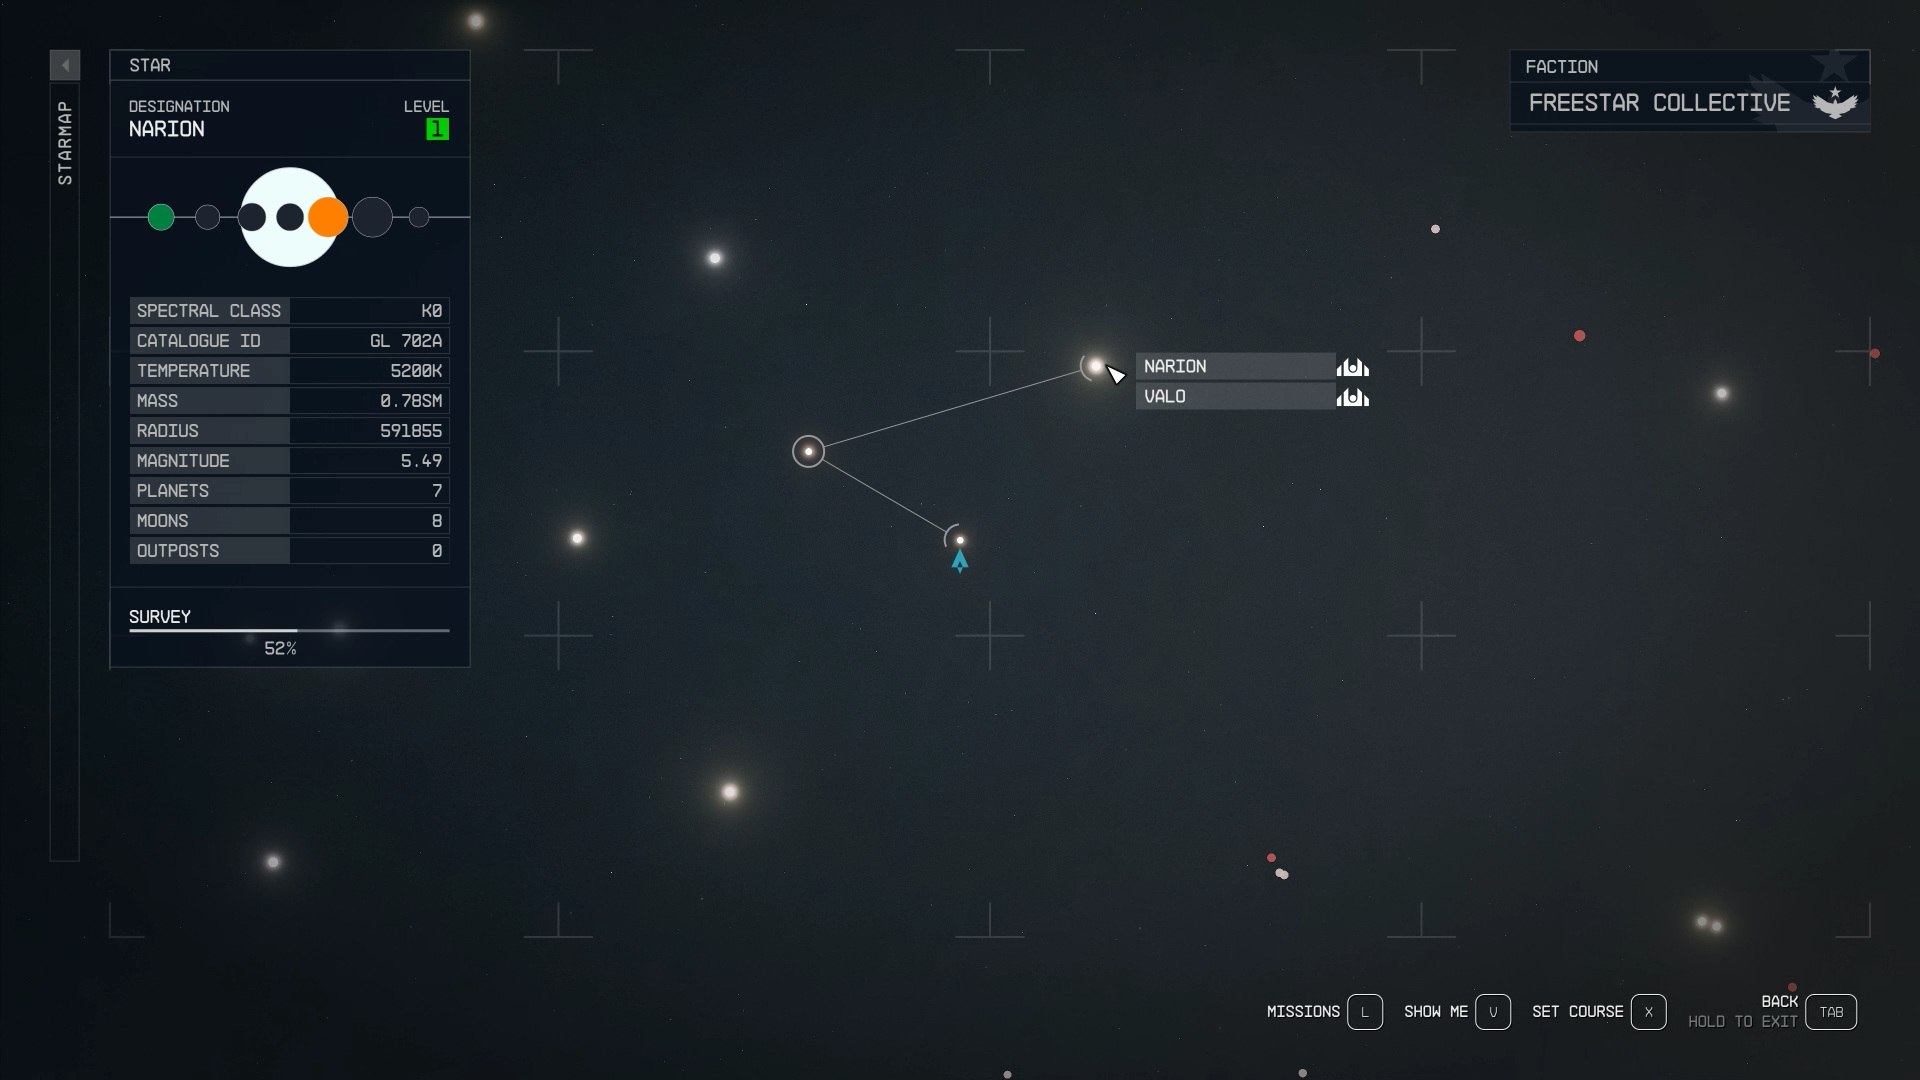 STARMAP
STAR
DESIGNATION LEVEL
NARION 1
SPECTRAL CLASS K0
CATALOGUE ID GL 702A
TEMPERATURE 5200K
MASS 0.78SM
RADIUS 591855
MAGNITUDE 5.49
PLANETS 7
MOONS 8
OUTPOSTS 0
SURVEY
52%
NARION
VALO
FACTION
FREESTAR COLLECTIVE
MISSIONS L SHOW ME V SET COURSE X BACK TAB
HOLD TO EXIT